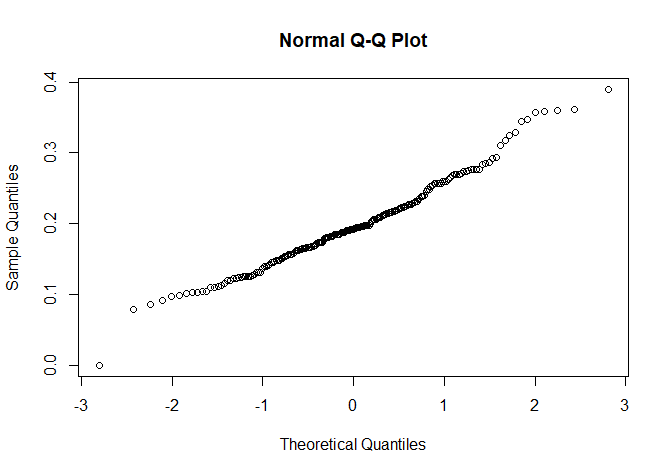 Normal Q-Q Plot
0.4
0.3
0.2
0.1
0.0
Sample Quantiles
-3 -2 -1 0 1 2 3
Theoretical Quantiles